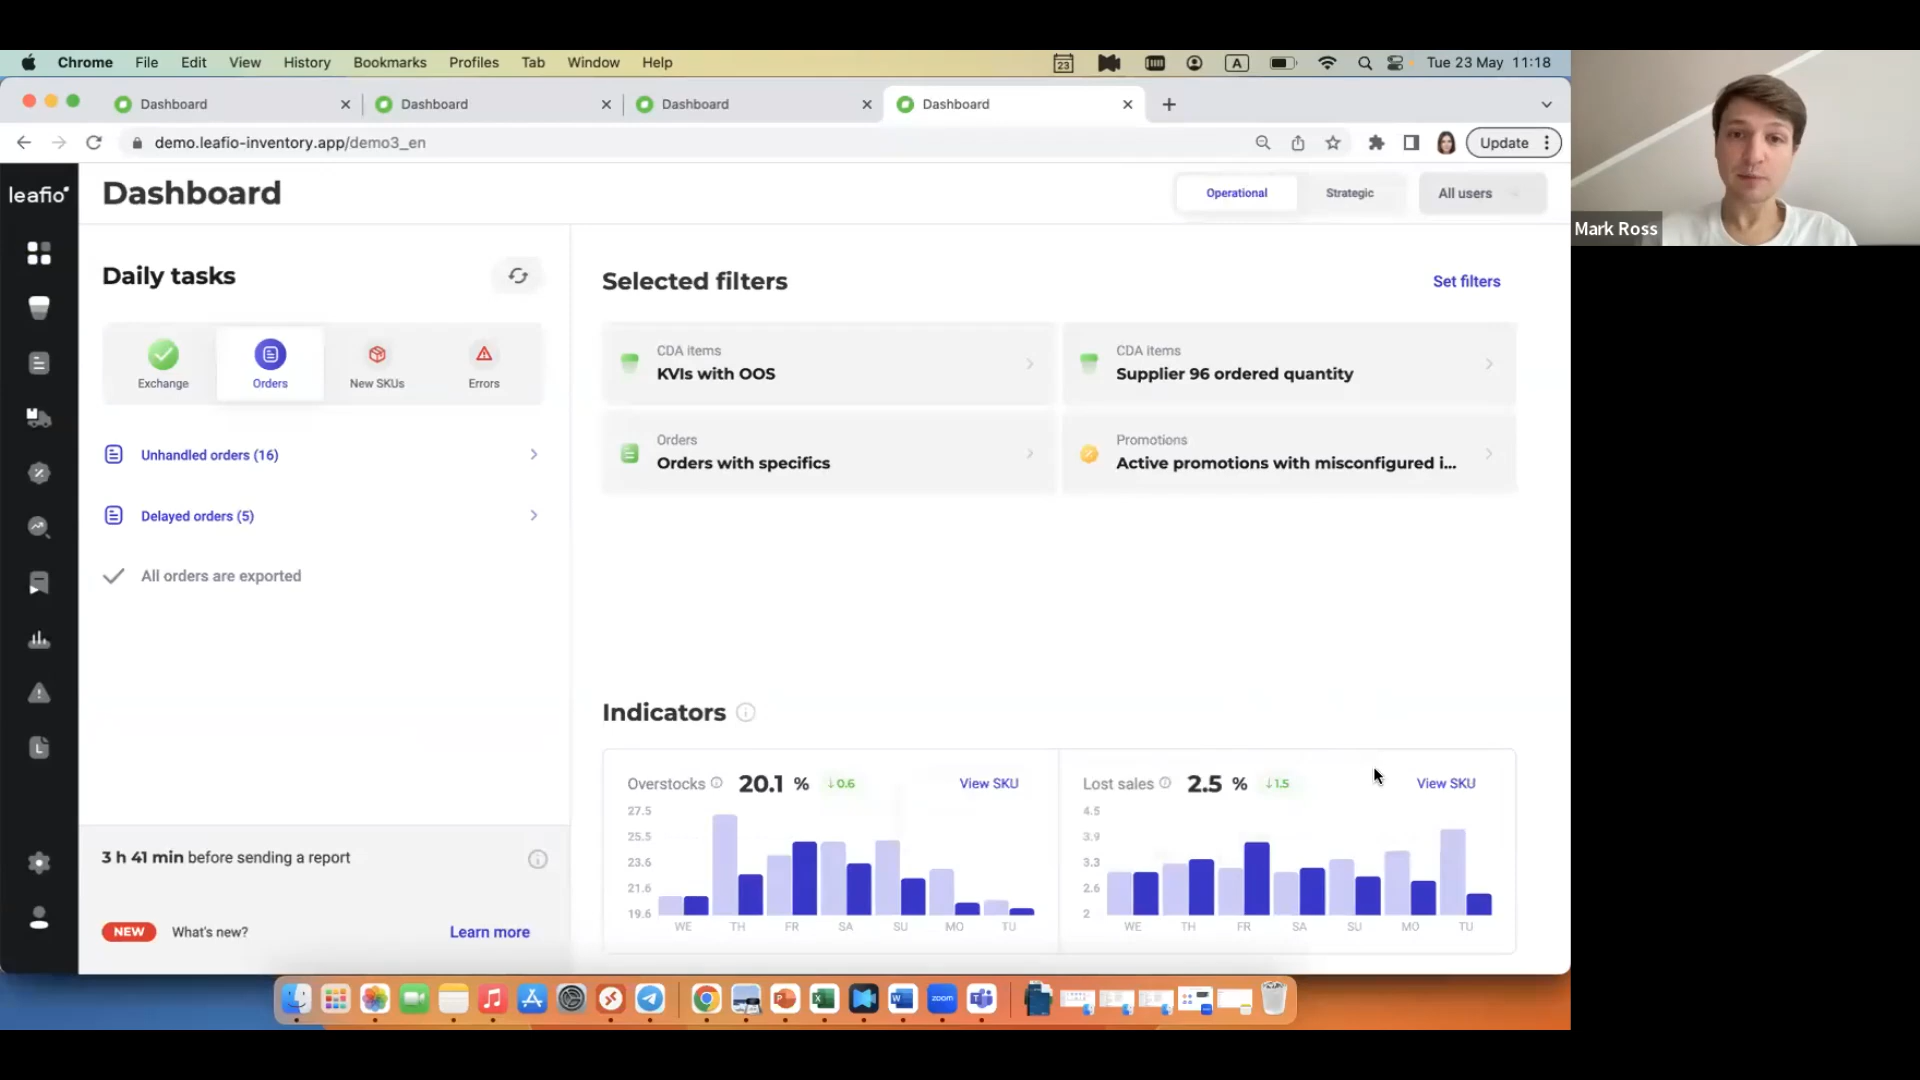 Chrome File Edit View History Bookmarks Profiles Tab Window Help
23 A Tue 23 May 11:18
Dashboard Dashboard Dashboard Dashboard
demo.leafio-inventory.app/demo3_en Update
leafio
Dashboard
Operational Strategic All users
Daily tasks
Exchange Orders New SKUs Errors
Unhandled orders (16)
Delayed orders (5)
All orders are exported
3 h 41 min before sending a report
NEW What's new? Learn more
Selected filters Set filters
CDA items
KVIs with OOS
CDA items
Supplier 96 ordered quantity
Orders
Orders with specifics
Promotions
Active promotions with misconfigured i...
Indicators
Overstocks 20.1 % ↓0.6 View SKU
27.5
25.5
23.6
21.6
19.6
WE TH FR SA SU MO TU
Lost sales 2.5 % ↓1.5 View SKU
4.5
3.9
3.3
2.6
2
WE TH FR SA SU MO TU
zoom
Mark Ross